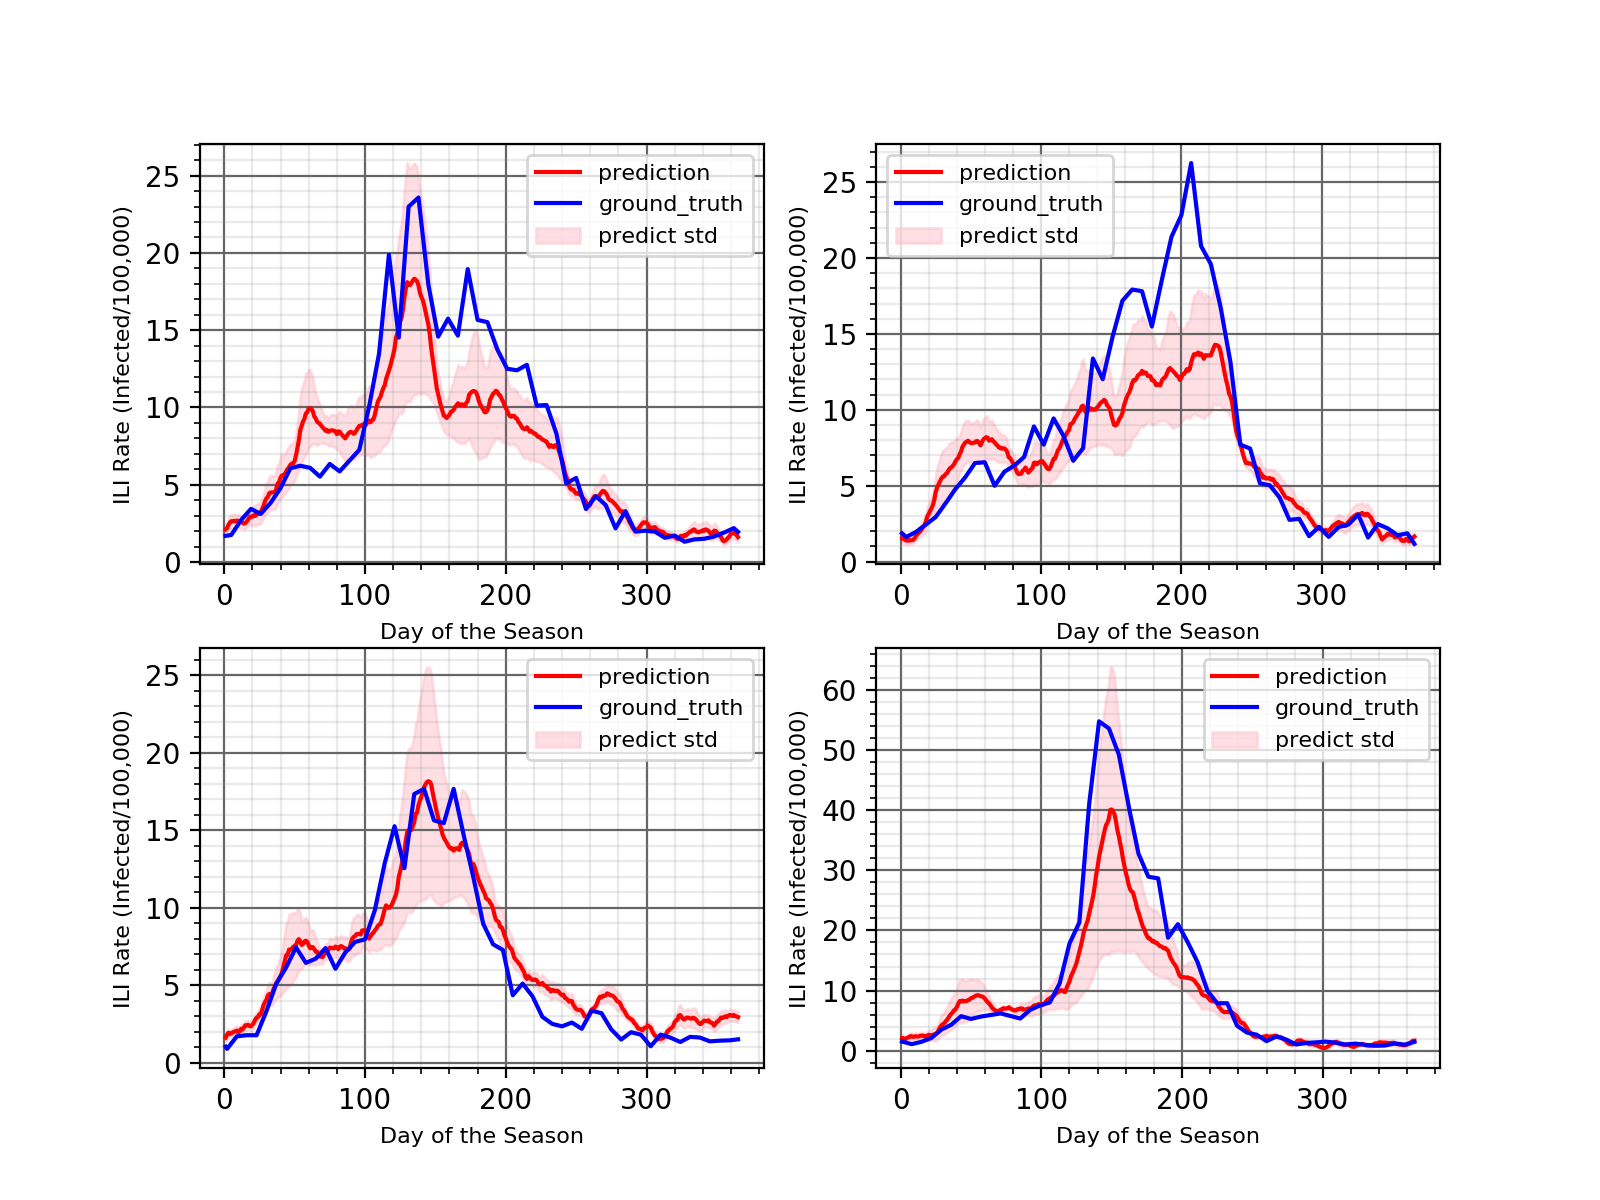 25
20
15
10
5
0
0
100
200
300
ILI Rate (Infected/100,000)
Day of the Season
prediction
ground_truth
predict std
25
20
15
10
5
0
0
100
200
300
ILI Rate (Infected/100,000)
Day of the Season
prediction
ground_truth
predict std
25
20
15
10
5
0
0
100
200
300
ILI Rate (Infected/100,000)
Day of the Season
prediction
ground_truth
predict std
60
50
40
30
20
10
0
0
100
200
300
ILI Rate (Infected/100,000)
Day of the Season
prediction
ground_truth
predict std